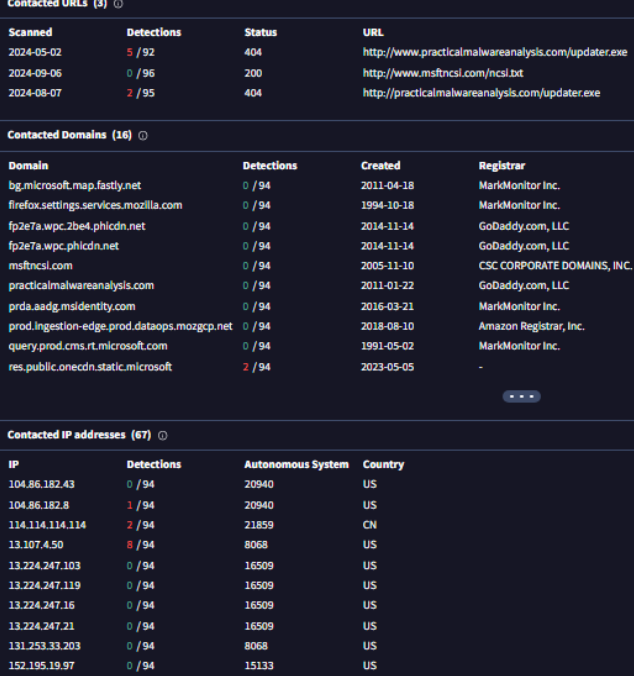 Contacted URLs (3)
Scanned Detections Status URL
2024-05-02 5 / 92 404 http://www.practicalmalwareanalysis.com/updater.exe
2024-09-06 0 / 96 200 http://www.msftncsi.com/ncsi.txt
2024-08-07 2 / 95 404 http://practicalmalwareanalysis.com/updater.exe
Contacted Domains (16)
Domain Detections Created Registrar
bg.microsoft.map.fastly.net 0 / 94 2011-04-18 MarkMonitor Inc.
firefox.settings.services.mozilla.com 0 / 94 1994-10-18 MarkMonitor Inc.
fp2e7a.wpc.2be4.phicdn.net 0 / 94 2014-11-14 GoDaddy.com, LLC
fp2e7a.wpc.phicdn.net 0 / 94 2014-11-14 GoDaddy.com, LLC
msftncsi.com 0 / 94 2005-11-10 CSC CORPORATE DOMAINS, INC.
practicalmalwareanalysis.com 0 / 94 2011-01-22 GoDaddy.com, LLC
prda.aadg.msidentity.com 0 / 94 2016-03-21 MarkMonitor Inc.
prod.ingestion-edge.prod.dataops.mozgcp.net 0 / 94 2018-08-10 Amazon Registrar, Inc.
query.prod.cms.rt.microsoft.com 0 / 94 1991-05-02 MarkMonitor Inc.
res.public.onecdn.static.microsoft 2 / 94 2023-05-05 -
Contacted IP addresses (67)
IP Detections Autonomous System Country
104.86.182.43 0 / 94 20940 US
104.86.182.8 1 / 94 20940 US
114.114.114.114 2 / 94 21859 CN
13.107.4.50 8 / 94 8068 US
13.224.247.103 0 / 94 16509 US
13.224.247.119 0 / 94 16509 US
13.224.247.16 0 / 94 16509 US
13.224.247.21 0 / 94 16509 US
131.253.33.203 0 / 94 8068 US
152.195.19.97 0 / 94 15133 US